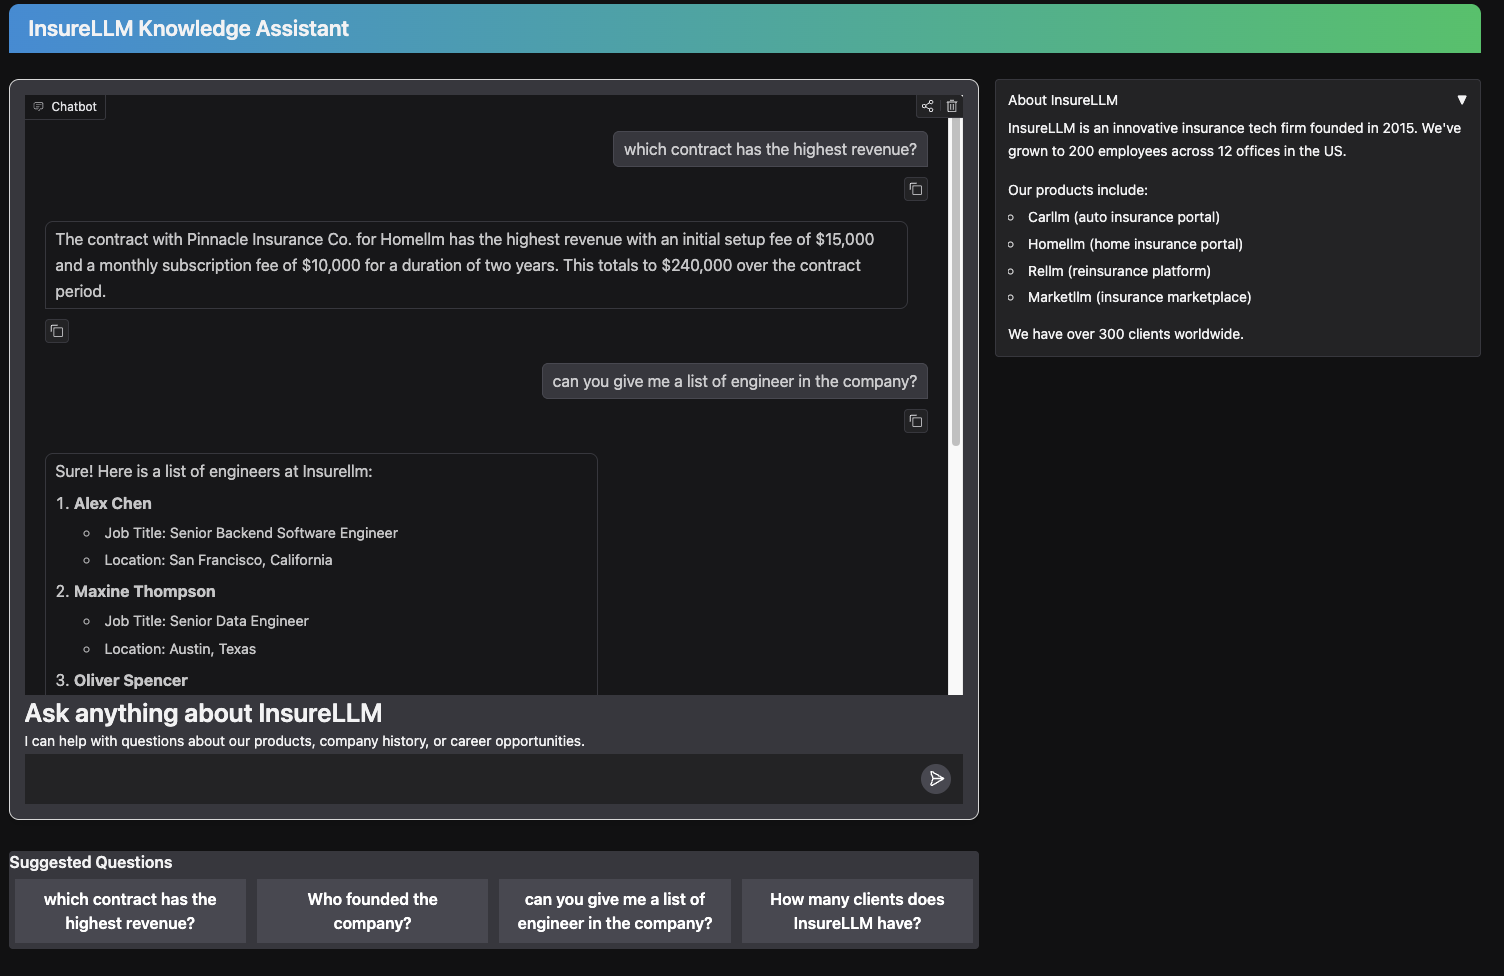 InsureLLM Knowledge Assistant
Chatbot
which contract has the highest revenue?
The contract with Pinnacle Insurance Co. for Homellm has the highest revenue with an initial setup fee of $15,000
and a monthly subscription fee of $10,000 for a duration of two years. This totals to $240,000 over the contract
period.
can you give me a list of engineer in the company?
Sure! Here is a list of engineers at Insurellm:
1. Alex Chen
Job Title: Senior Backend Software Engineer
Location: San Francisco, California
2. Maxine Thompson
Job Title: Senior Data Engineer
Location: Austin, Texas
3. Oliver Spencer
Ask anything about InsureLLM
I can help with questions about our products, company history, or career opportunities.
Suggested Questions
which contract has the
highest revenue?
Who founded the
company?
can you give me a list of
engineer in the company?
How many clients does
InsureLLM have?
About InsureLLM
InsureLLM is an innovative insurance tech firm founded in 2015. We've
grown to 200 employees across 12 offices in the US.
Our products include:
Carllm (auto insurance portal)
Homellm (home insurance portal)
Rellm (reinsurance platform)
Marketllm (insurance marketplace)
We have over 300 clients worldwide.